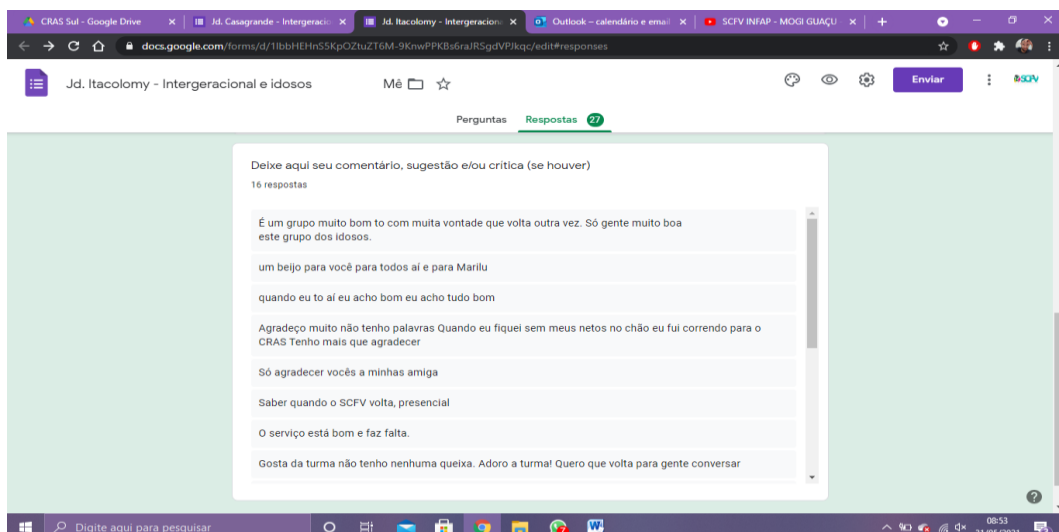 CRAS Sul - Google Drive
Jd. Casagrande - Intergeracio
Jd. Itacolomy - Intergeraciona
Outlook – calendário e email
SCFV INFAP - MOGI GUAÇU
docs.google.com/forms/d/1IbbHEHnS5KpOZtuZT6M-9KnwPPKBs6raJRSgdVPJkqc/edit#responses
Jd. Itacolomy - Intergeracional e idosos
Mê
Enviar
SCFV
Perguntas
Respostas 27
Deixe aqui seu comentário, sugestão e/ou critica (se houver)
16 respostas
É um grupo muito bom to com muita vontade que volta outra vez. Só gente muito boa
este grupo dos idosos.
um beijo para você para todos aí e para Marilu
quando eu to aí eu acho bom eu acho tudo bom
Agradeço muito não tenho palavras Quando eu fiquei sem meus netos no chão eu fui correndo para o
CRAS Tenho mais que agradecer
Só agradecer vocês a minhas amiga
Saber quando o SCFV volta, presencial
O serviço está bom e faz falta.
Gosta da turma não tenho nenhuma queixa. Adoro a turma! Quero que volta para gente conversar
Digite aqui para pesquisar
08:53